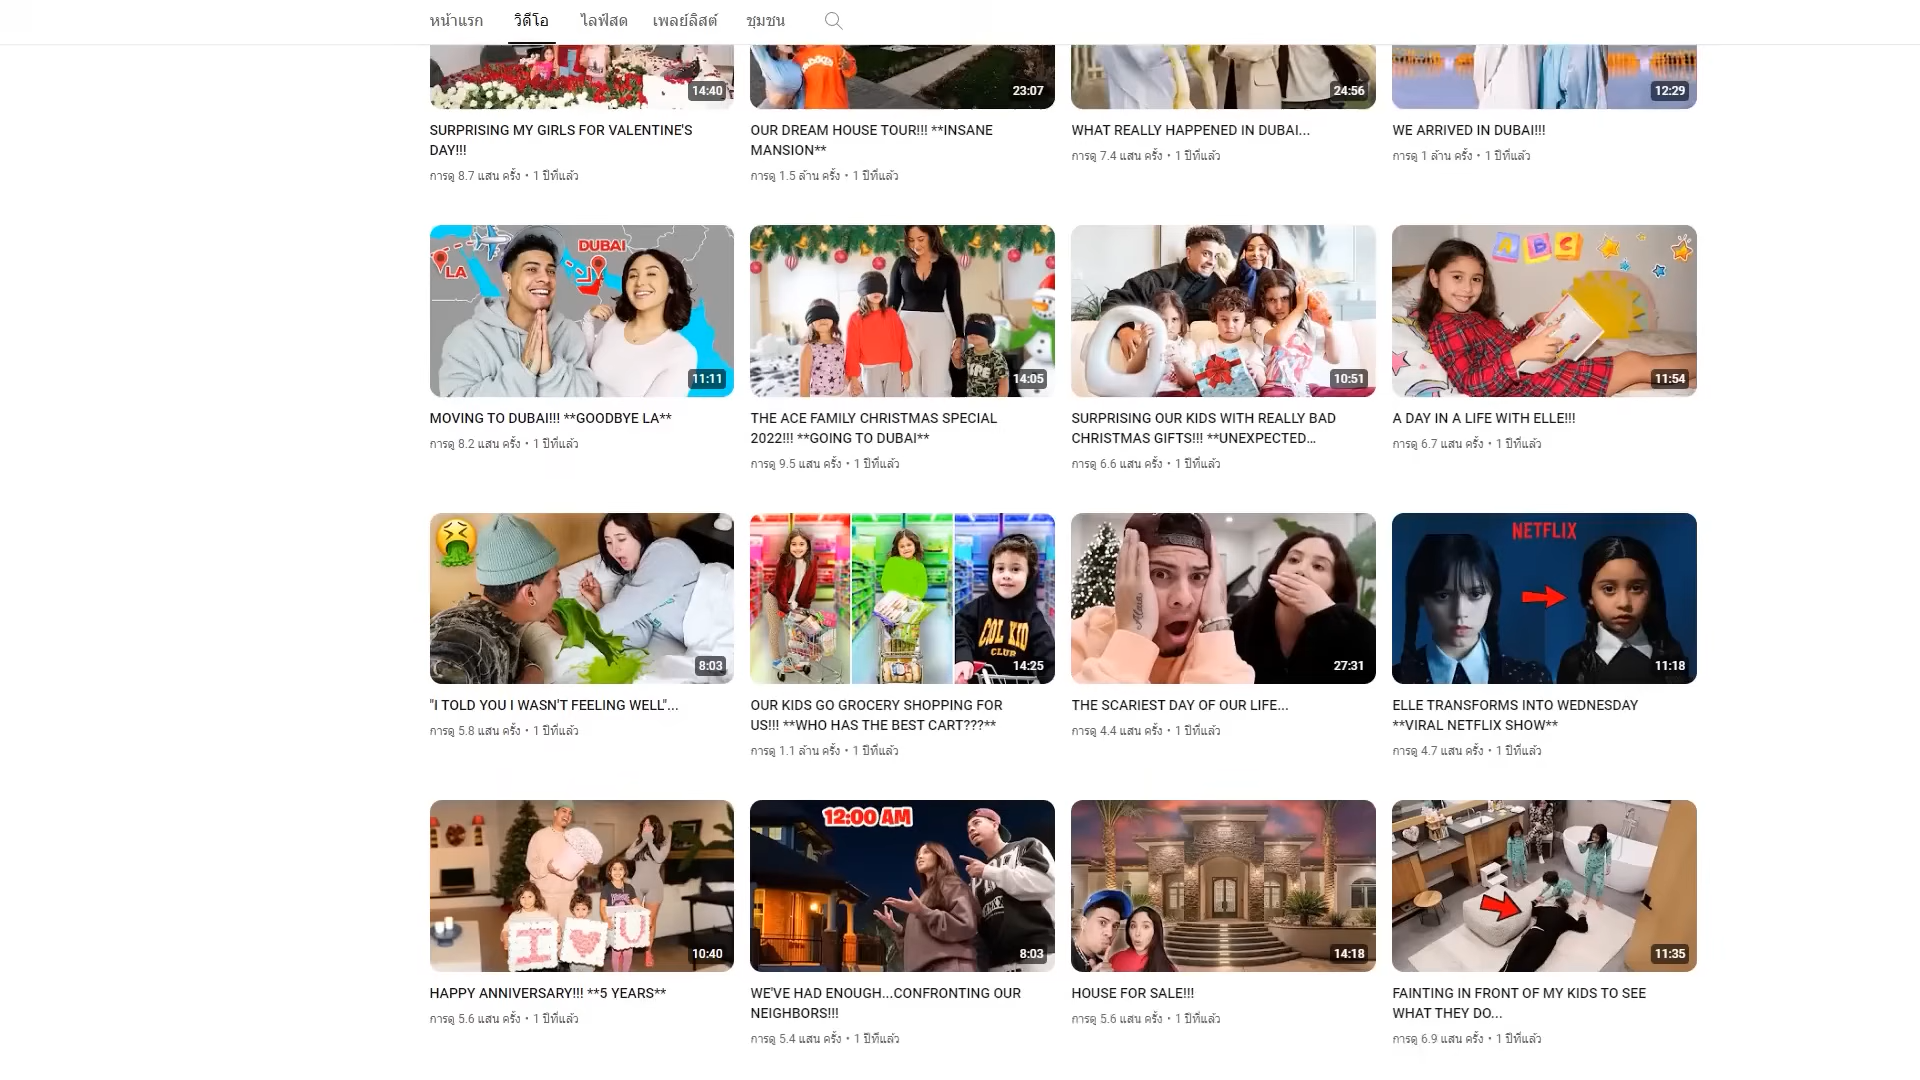 หน้าแรก วิดีโอ ไลฟ์สด เพลย์ลิสต์ ชุมชน
14:40 23:07 24:56 12:29
SURPRISING MY GIRLS FOR VALENTINE'S
DAY!!!
การดู 8.7 แสน ครั้ง • 1 ปีที่แล้ว
OUR DREAM HOUSE TOUR!!! **INSANE
MANSION**
การดู 1.5 ล้าน ครั้ง • 1 ปีที่แล้ว
WHAT REALLY HAPPENED IN DUBAI...
การดู 7.4 แสน ครั้ง • 1 ปีที่แล้ว
WE ARRIVED IN DUBAI!!!
การดู 1 ล้าน ครั้ง • 1 ปีที่แล้ว
DUBAI
LA
11:11
MOVING TO DUBAI!!! **GOODBYE LA**
การดู 8.2 แสน ครั้ง • 1 ปีที่แล้ว
14:05
THE ACE FAMILY CHRISTMAS SPECIAL
2022!!! **GOING TO DUBAI**
การดู 9.5 แสน ครั้ง • 1 ปีที่แล้ว
10:51
SURPRISING OUR KIDS WITH REALLY BAD
CHRISTMAS GIFTS!!! **UNEXPECTED...
การดู 6.6 แสน ครั้ง • 1 ปีที่แล้ว
ABC
11:54
A DAY IN A LIFE WITH ELLE!!!
การดู 6.7 แสน ครั้ง • 1 ปีที่แล้ว
8:03
"I TOLD YOU I WASN'T FEELING WELL"...
การดู 5.8 แสน ครั้ง • 1 ปีที่แล้ว
COOL KID
CLUB
14:25
OUR KIDS GO GROCERY SHOPPING FOR
US!!! **WHO HAS THE BEST CART???**
การดู 1.1 ล้าน ครั้ง • 1 ปีที่แล้ว
27:31
THE SCARIEST DAY OF OUR LIFE...
การดู 4.4 แสน ครั้ง • 1 ปีที่แล้ว
NETFLIX
11:18
ELLE TRANSFORMS INTO WEDNESDAY
**VIRAL NETFLIX SHOW**
การดู 4.7 แสน ครั้ง • 1 ปีที่แล้ว
I U
10:40
HAPPY ANNIVERSARY!!! **5 YEARS**
การดู 5.6 แสน ครั้ง • 1 ปีที่แล้ว
12:00 AM
8:03
WE'VE HAD ENOUGH...CONFRONTING OUR
NEIGHBORS!!!
การดู 5.4 แสน ครั้ง • 1 ปีที่แล้ว
14:18
HOUSE FOR SALE!!!
การดู 5.6 แสน ครั้ง • 1 ปีที่แล้ว
11:35
FAINTING IN FRONT OF MY KIDS TO SEE
WHAT THEY DO...
การดู 6.9 แสน ครั้ง • 1 ปีที่แล้ว